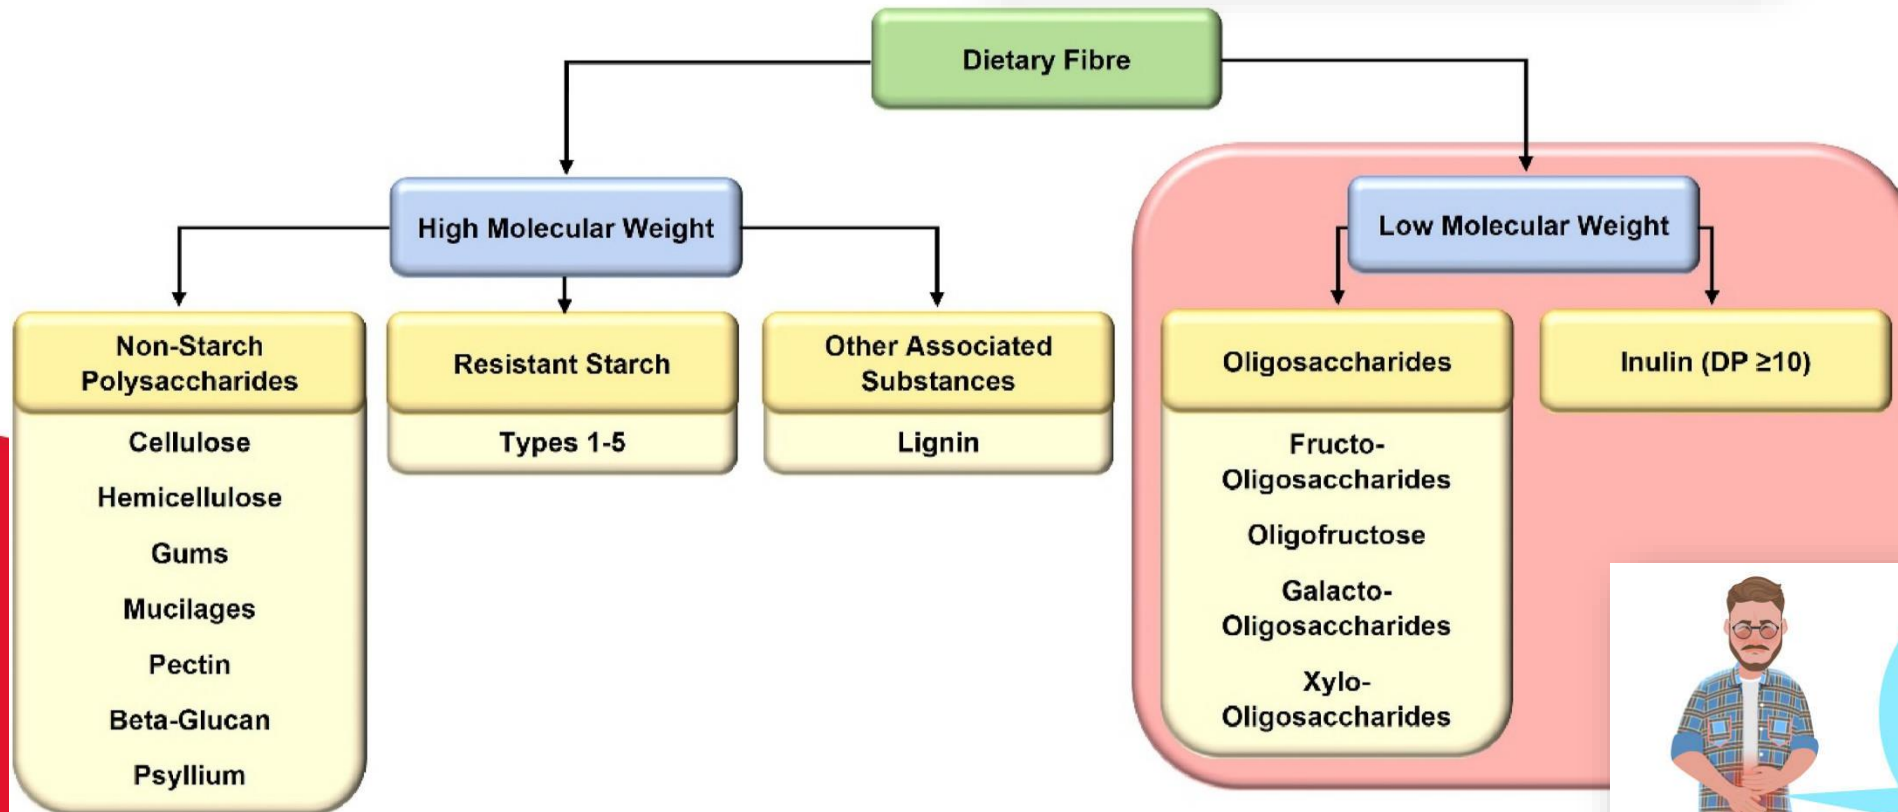 Dietary Fibre
High Molecular Weight
Low Molecular Weight
Non-Starch
Polysaccharides
Cellulose
Hemicellulose
Gums
Mucilages
Pectin
Beta-Glucan
Psyllium
Resistant Starch
Types 1-5
Other Associated
Substances
Lignin
Oligosaccharides
Fructo-
Oligosaccharides
Oligofructose
Galacto-
Oligosaccharides
Xylo-
Oligosaccharides
Inulin (DP ≥10)